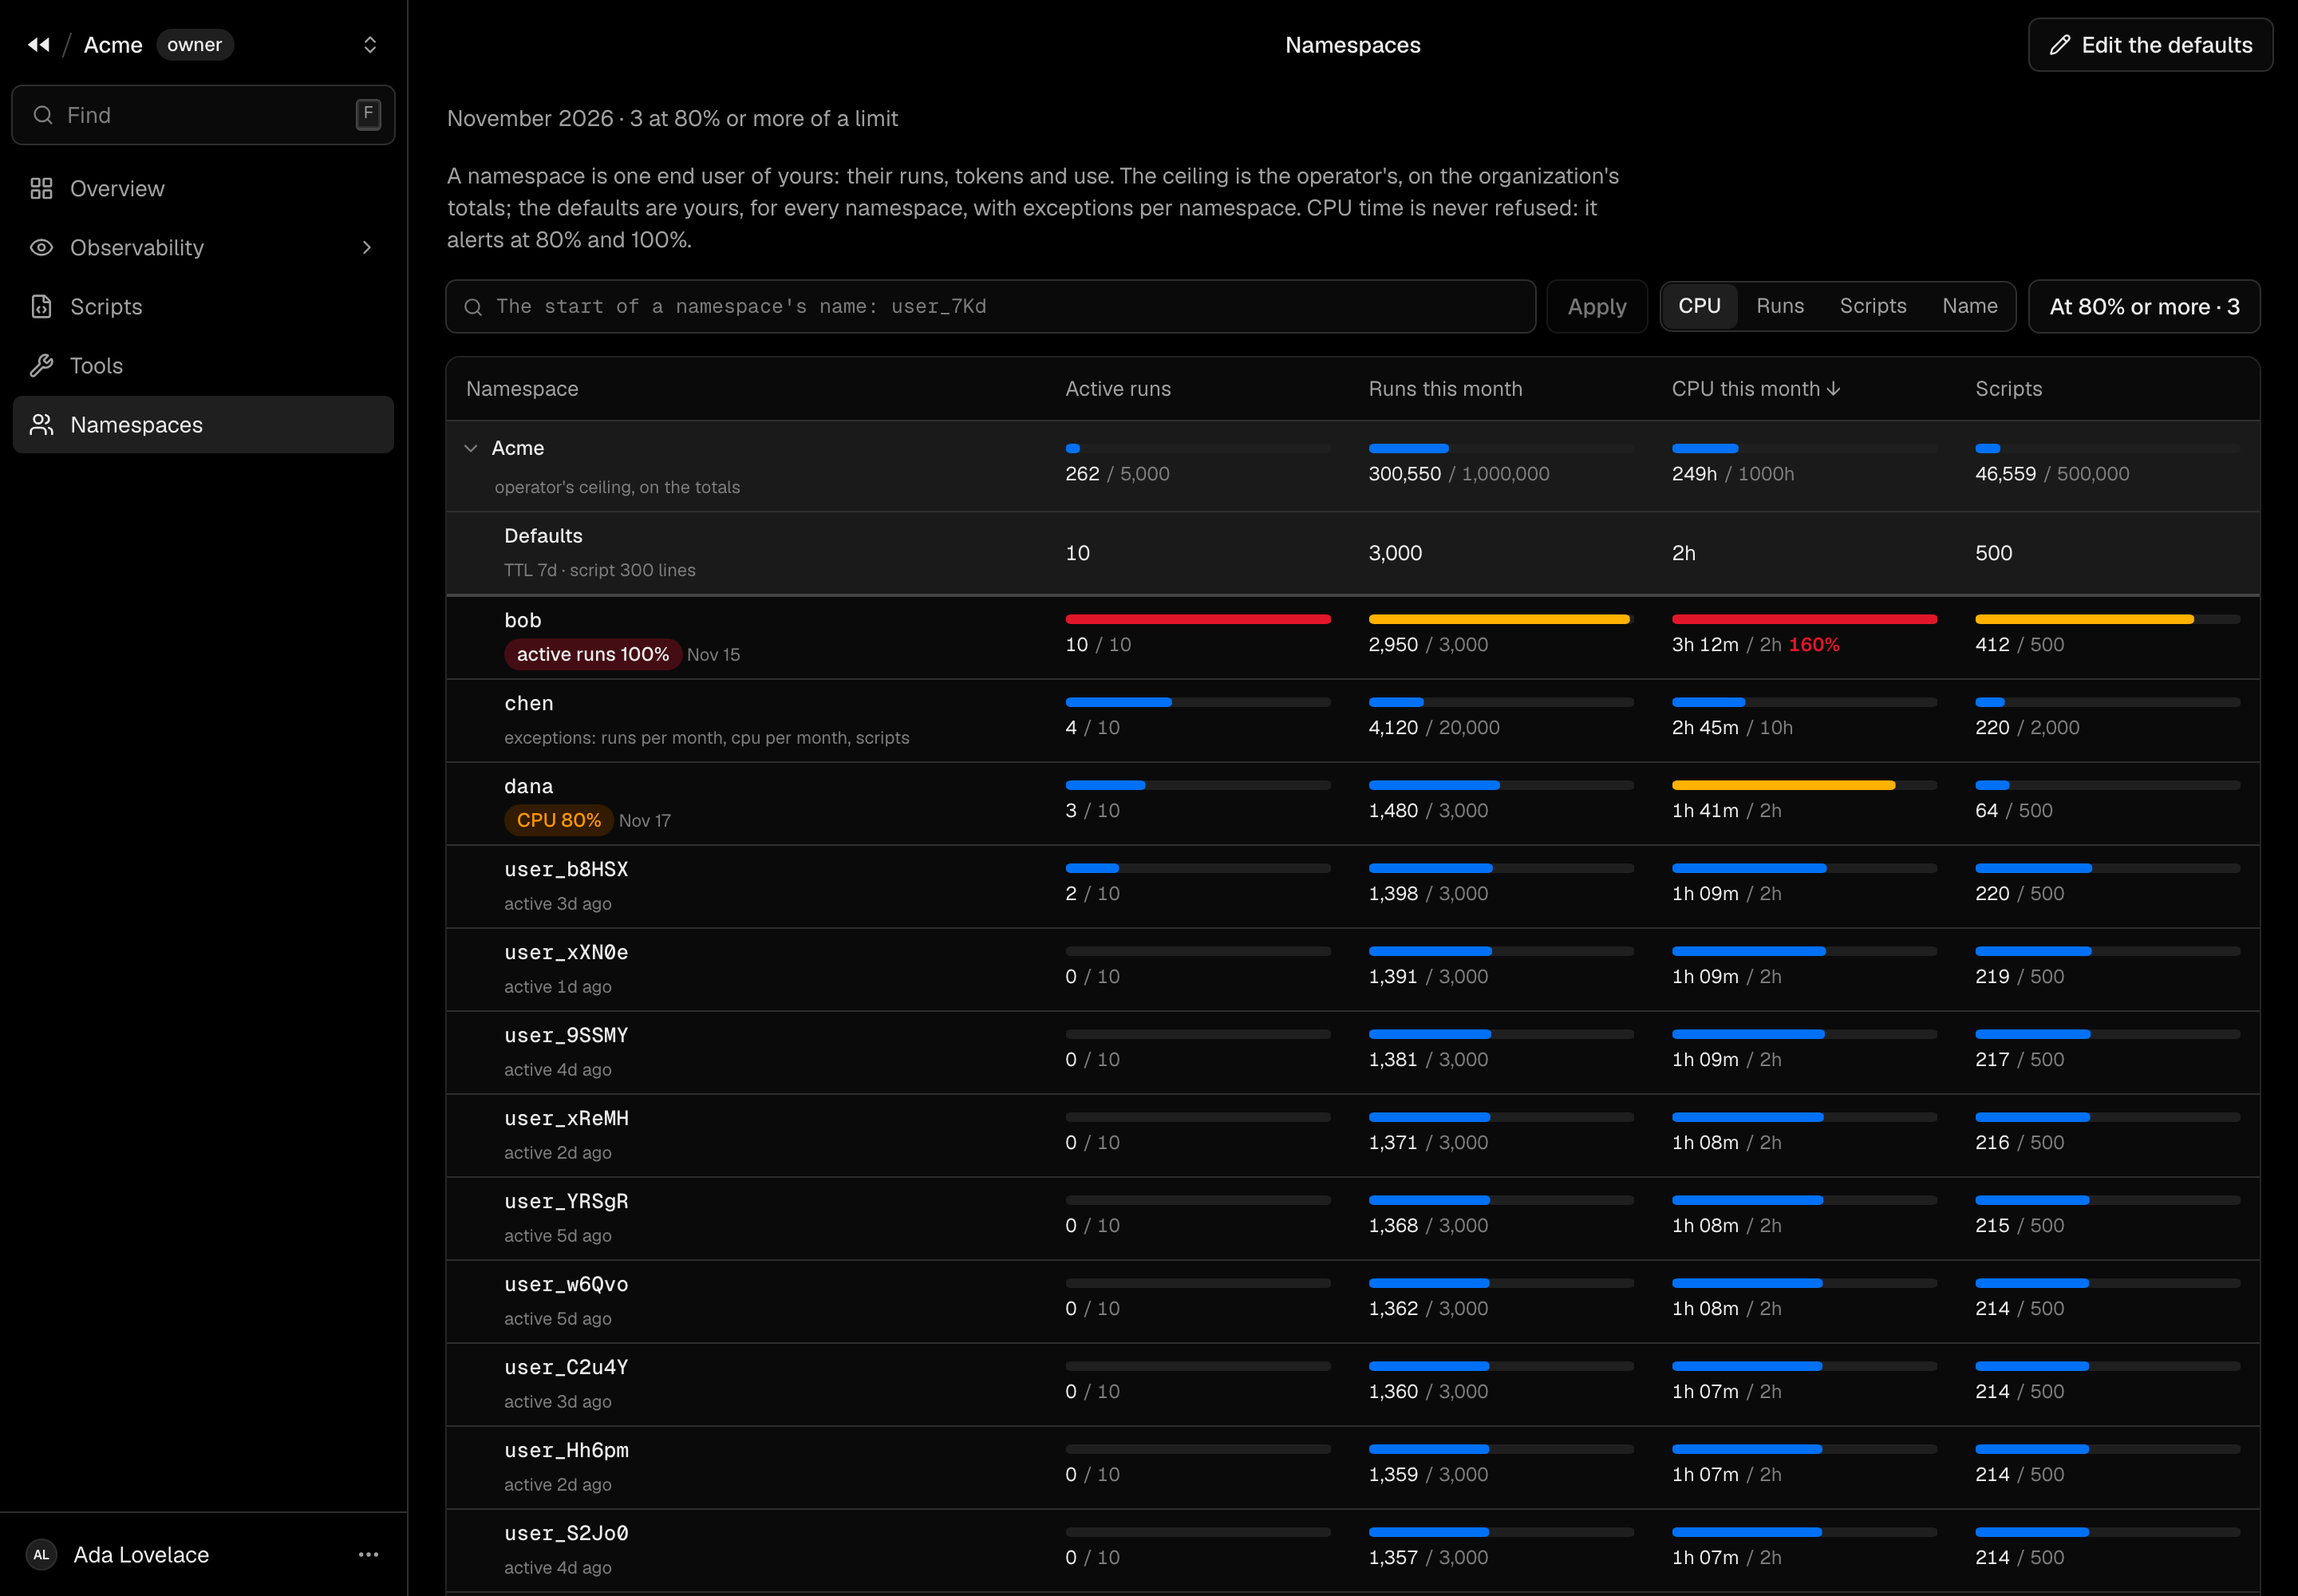 / Acme owner
Find F
Overview
Observability
Scripts
Tools
Namespaces
AL Ada Lovelace
Namespaces
Edit the defaults
November 2026 · 3 at 80% or more of a limit
A namespace is one end user of yours: their runs, tokens and use. The ceiling is the operator's, on the organization's
totals; the defaults are yours, for every namespace, with exceptions per namespace. CPU time is never refused: it
alerts at 80% and 100%.
The start of a namespace's name: user_7Kd Apply CPU Runs Scripts Name At 80% or more · 3
Namespace Active runs Runs this month CPU this month ↓ Scripts
Acme
262 / 5,000 300,550 / 1,000,000 249h / 1000h 46,559 / 500,000
operator's ceiling, on the totals
Defaults
10 3,000 2h 500
TTL 7d · script 300 lines
bob
10 / 10 2,950 / 3,000 3h 12m / 2h 160% 412 / 500
active runs 100% Nov 15
chen
4 / 10 4,120 / 20,000 2h 45m / 10h 220 / 2,000
exceptions: runs per month, cpu per month, scripts
dana
3 / 10 1,480 / 3,000 1h 41m / 2h 64 / 500
CPU 80% Nov 17
user_b8HSX
2 / 10 1,398 / 3,000 1h 09m / 2h 220 / 500
active 3d ago
user_xXN0e
0 / 10 1,391 / 3,000 1h 09m / 2h 219 / 500
active 1d ago
user_9SSMY
0 / 10 1,381 / 3,000 1h 09m / 2h 217 / 500
active 4d ago
user_xReMH
0 / 10 1,371 / 3,000 1h 08m / 2h 216 / 500
active 2d ago
user_YRSgR
0 / 10 1,368 / 3,000 1h 08m / 2h 215 / 500
active 5d ago
user_w6Qvo
0 / 10 1,362 / 3,000 1h 08m / 2h 214 / 500
active 5d ago
user_C2u4Y
0 / 10 1,360 / 3,000 1h 07m / 2h 214 / 500
active 3d ago
user_Hh6pm
0 / 10 1,359 / 3,000 1h 07m / 2h 214 / 500
active 2d ago
user_S2Jo0
0 / 10 1,357 / 3,000 1h 07m / 2h 214 / 500
active 4d ago